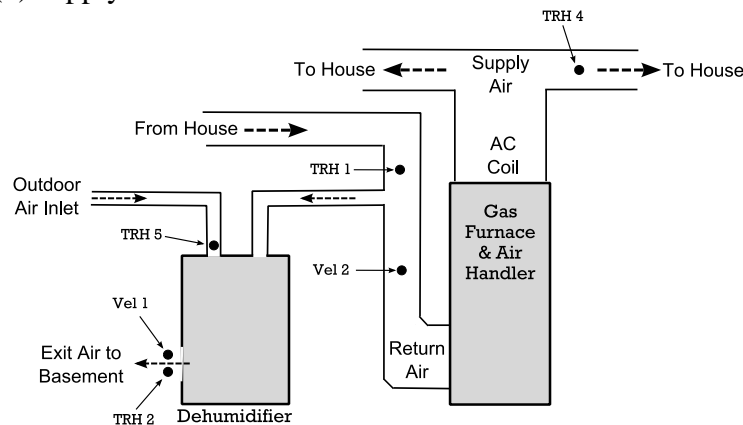 TRH 4
To House
Supply
Air
To House
From House
AC
Coil
TRH 1
Outdoor
Air Inlet
Gas
Furnace
& Air
Handler
TRH 5
Vel 2
Vel 1
Exit Air to
Basement
Return
Air
TRH 2
Dehumidifier